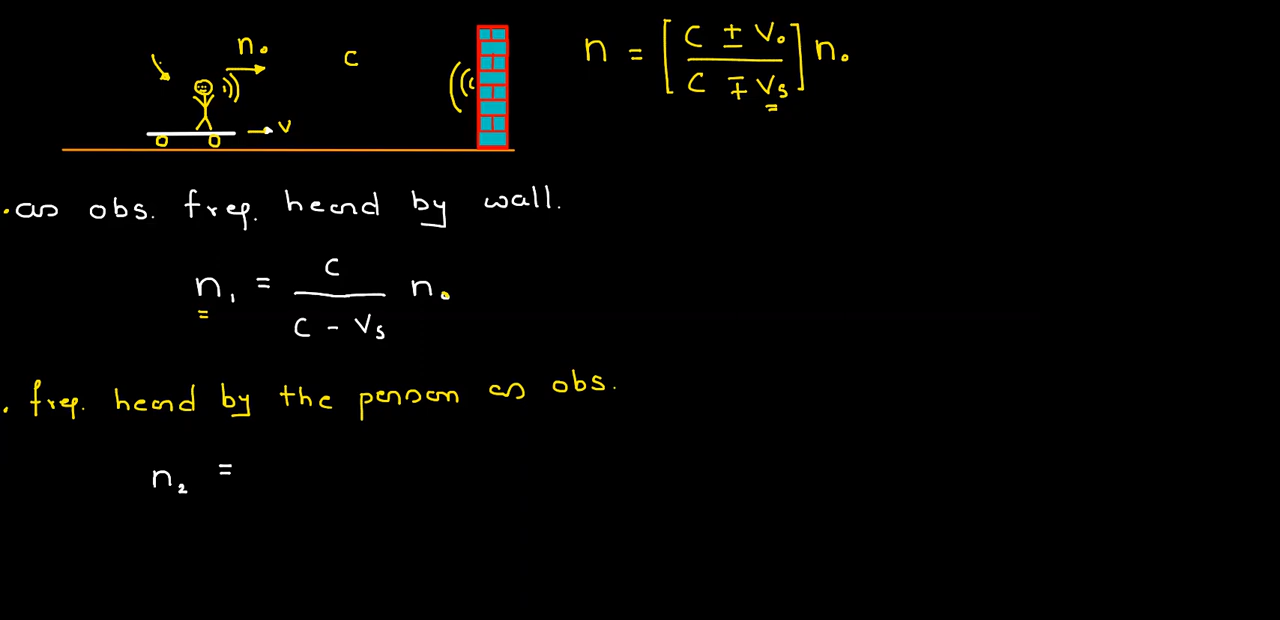 n₀ C
n = [C ± V₀ / C ∓ Vₛ] n₀
v
. as obs. freq. heard by wall.
n₁ = C / C - Vₛ n₀
. freq. heard by the person as obs.
n₂ =